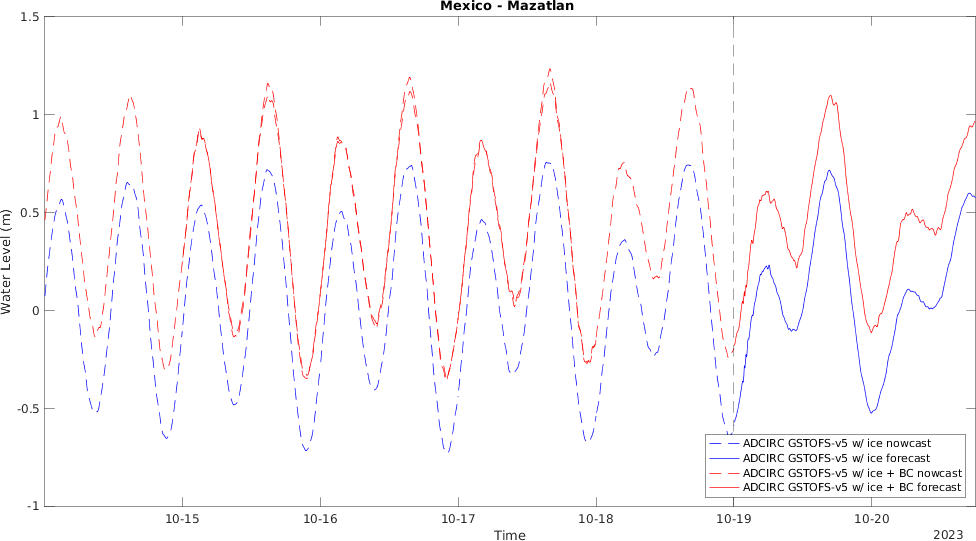 Mexico - Mazatlan
1.5
1
0.5
0
-0.5
-1
Water Level (m)
10-15
10-16
10-17
10-18
10-19
10-20
Time
2023
ADCIRC GSTOFS-v5 w/ ice nowcast
ADCIRC GSTOFS-v5 w/ ice forecast
ADCIRC GSTOFS-v5 w/ ice + BC nowcast
ADCIRC GSTOFS-v5 w/ ice + BC forecast